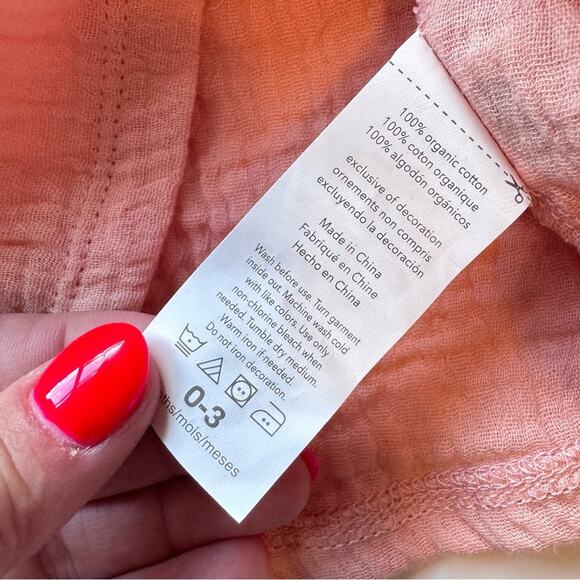 100% organic cotton
100% coton organique
100% algodón orgánicos
exclusive of decoration
ornements non compris
excluyendo la decoración
Made in China
Fabriqué en Chine
Hecho en China
Wash before use. Turn garment
inside out. Machine wash cold
with like colors. Use only
non-chlorine bleach when
needed. Tumble dry medium.
Warm iron if needed.
Do not iron decoration.
0-3
mois/meses